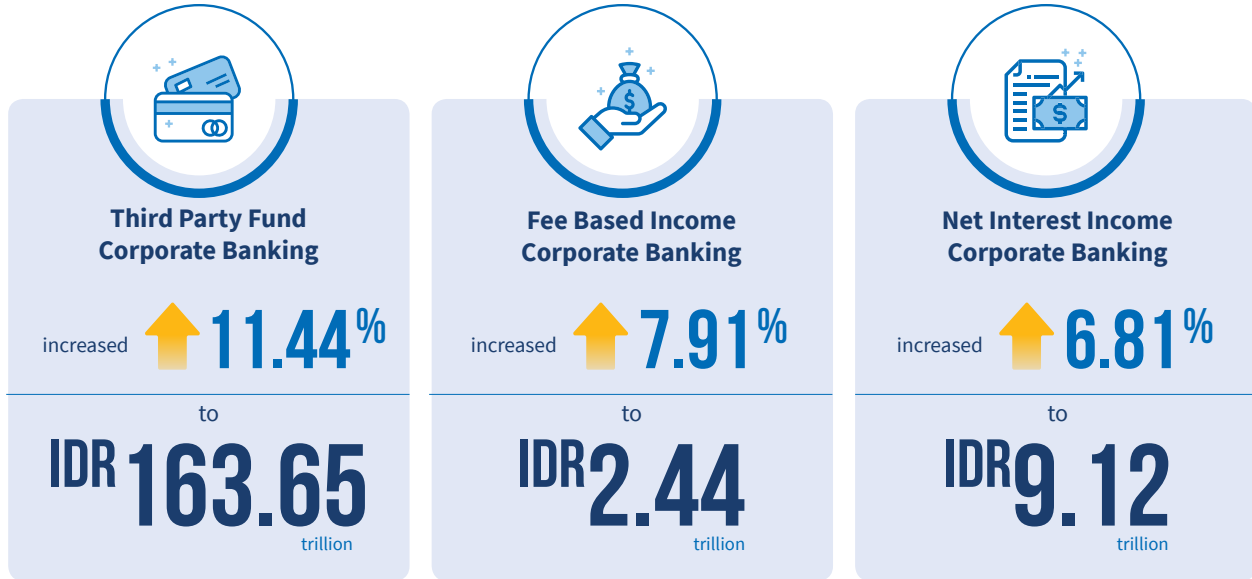 Third Party Fund
Corporate Banking
increased 11.44%
to
IDR 163.65
trillion
Fee Based Income
Corporate Banking
increased 7.91%
to
IDR 2.44
trillion
Net Interest Income
Corporate Banking
increased 6.81%
to
IDR 9.12
trillion